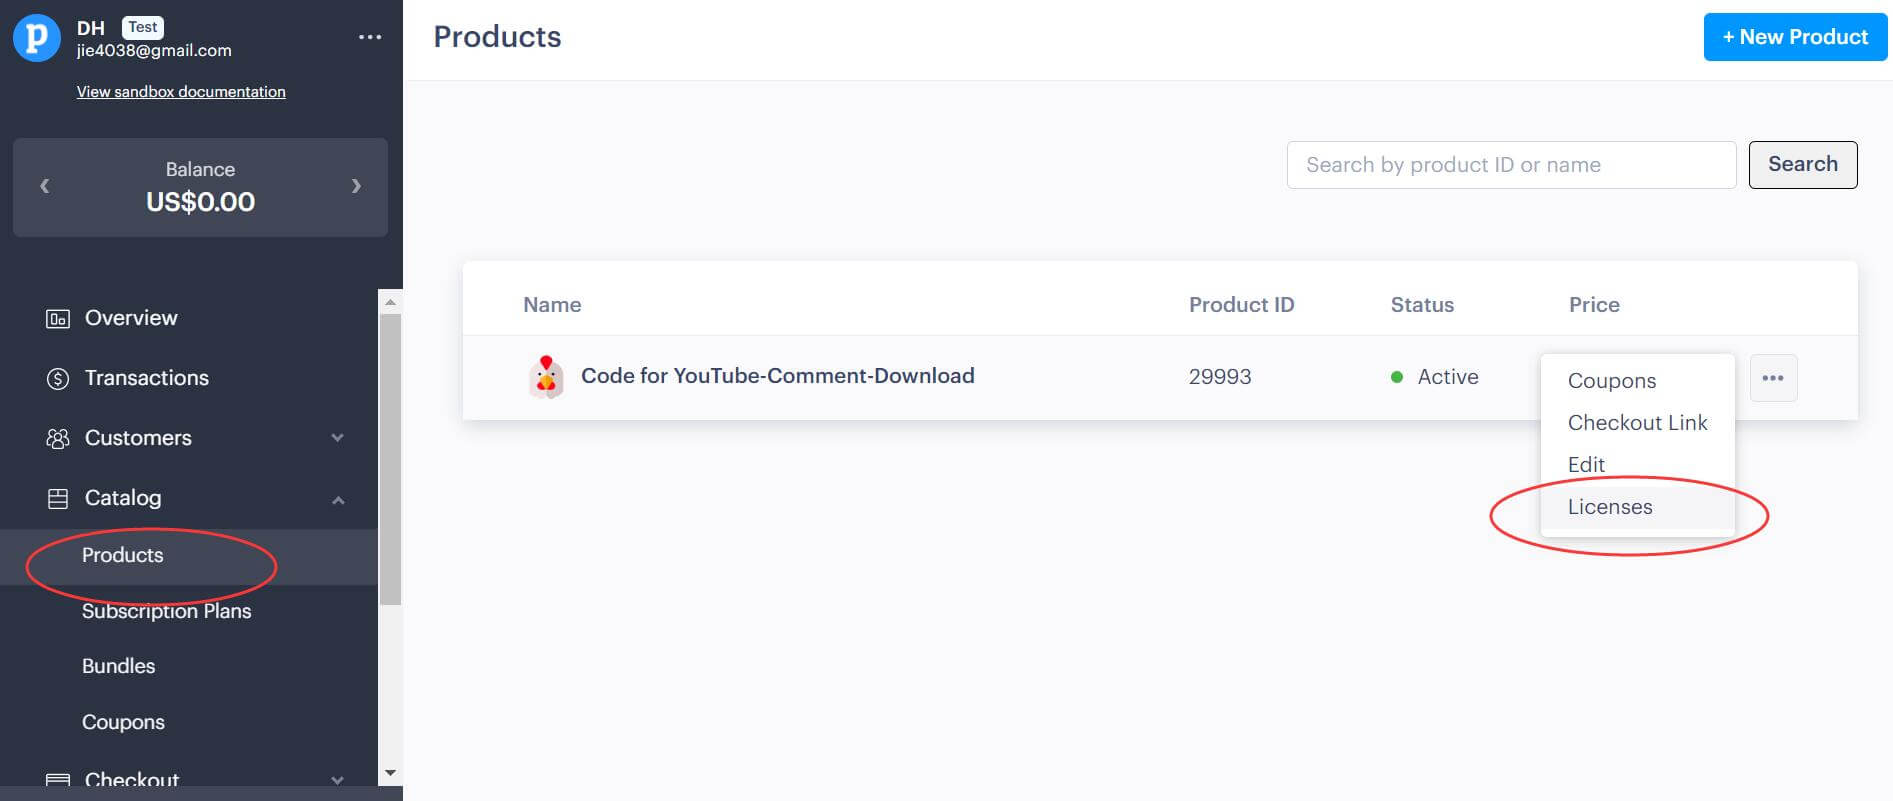 DH Test
jie4038@gmail.com
View sandbox documentation
Balance
US$0.00
Overview
Transactions
Customers
Catalog
Products
Subscription Plans
Bundles
Coupons
Checkout
Products
+ New Product
Search by product ID or name
Search
Name Product ID Status Price
Code for YouTube-Comment-Download 29993 Active
Coupons
Checkout Link
Edit
Licenses